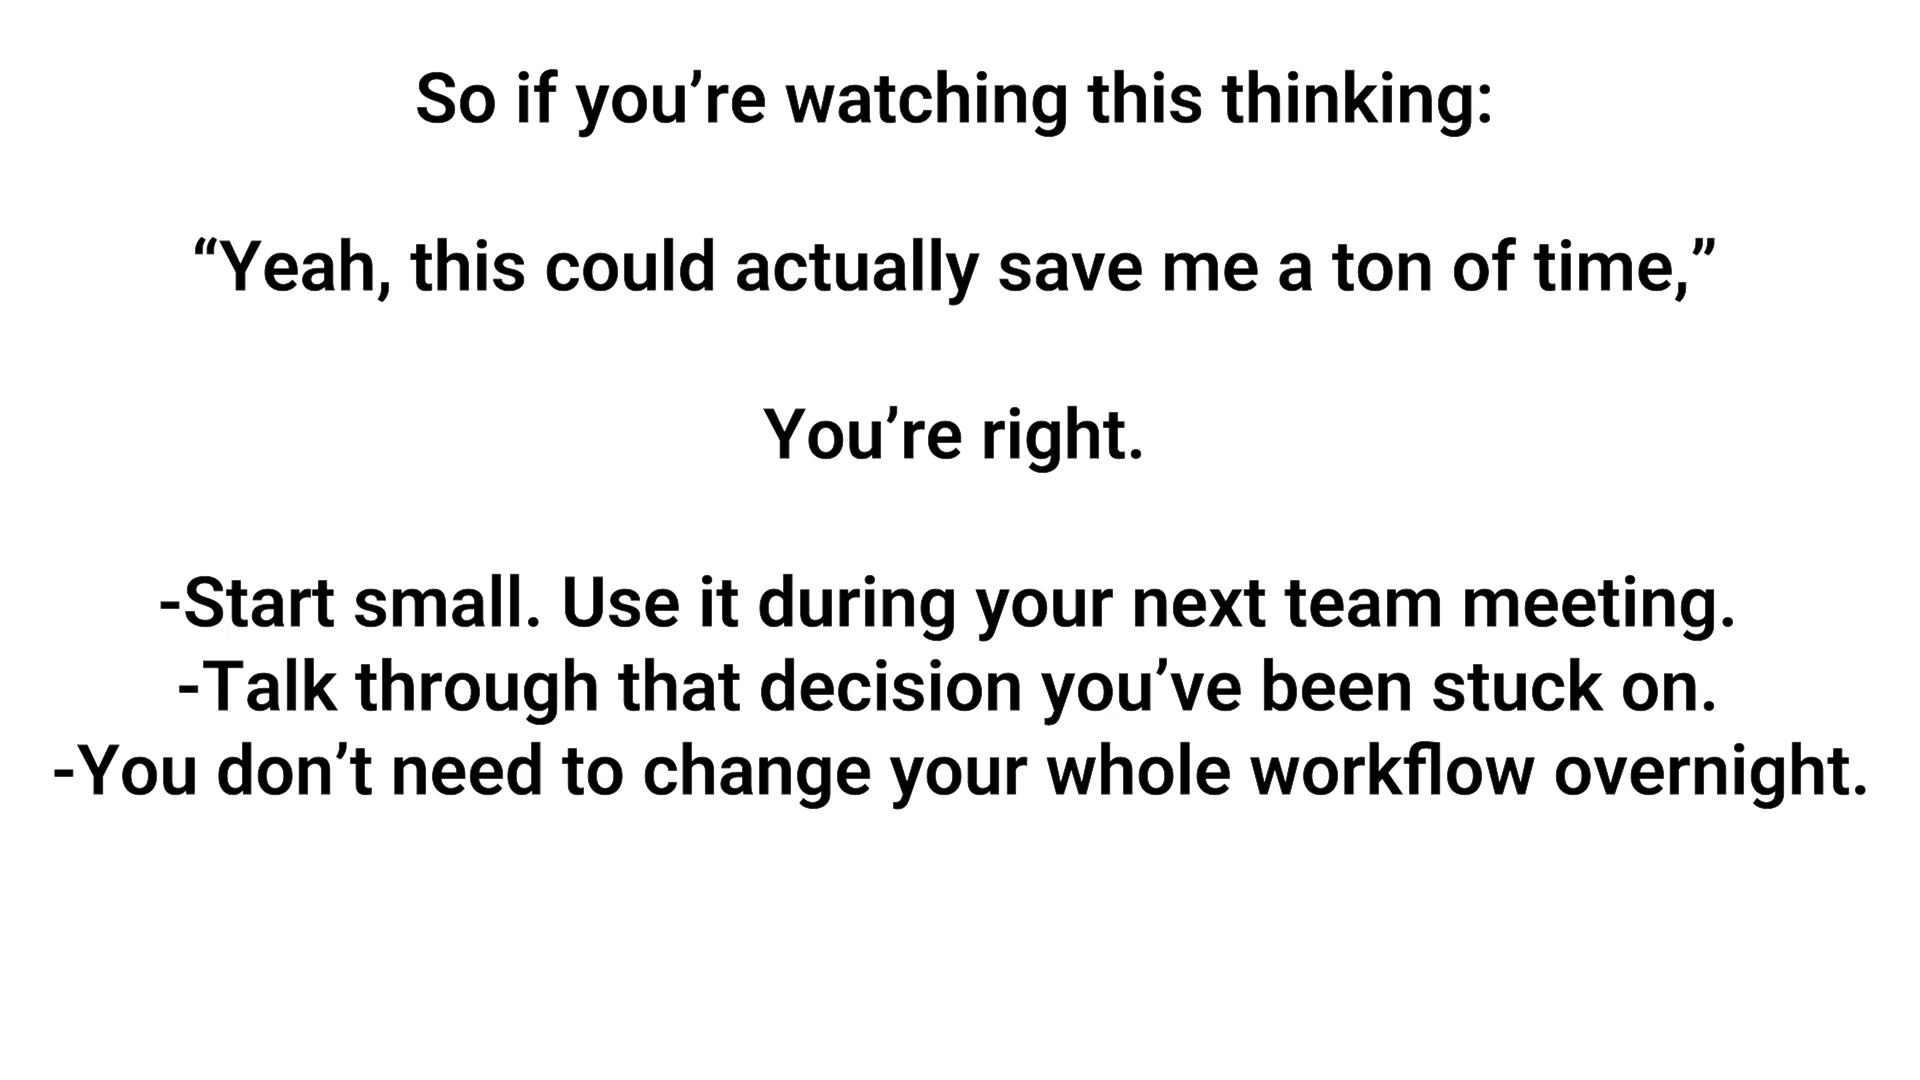 So if you’re watching this thinking:
“Yeah, this could actually save me a ton of time,”
You’re right.
-Start small. Use it during your next team meeting.
-Talk through that decision you’ve been stuck on.
-You don’t need to change your whole workflow overnight.